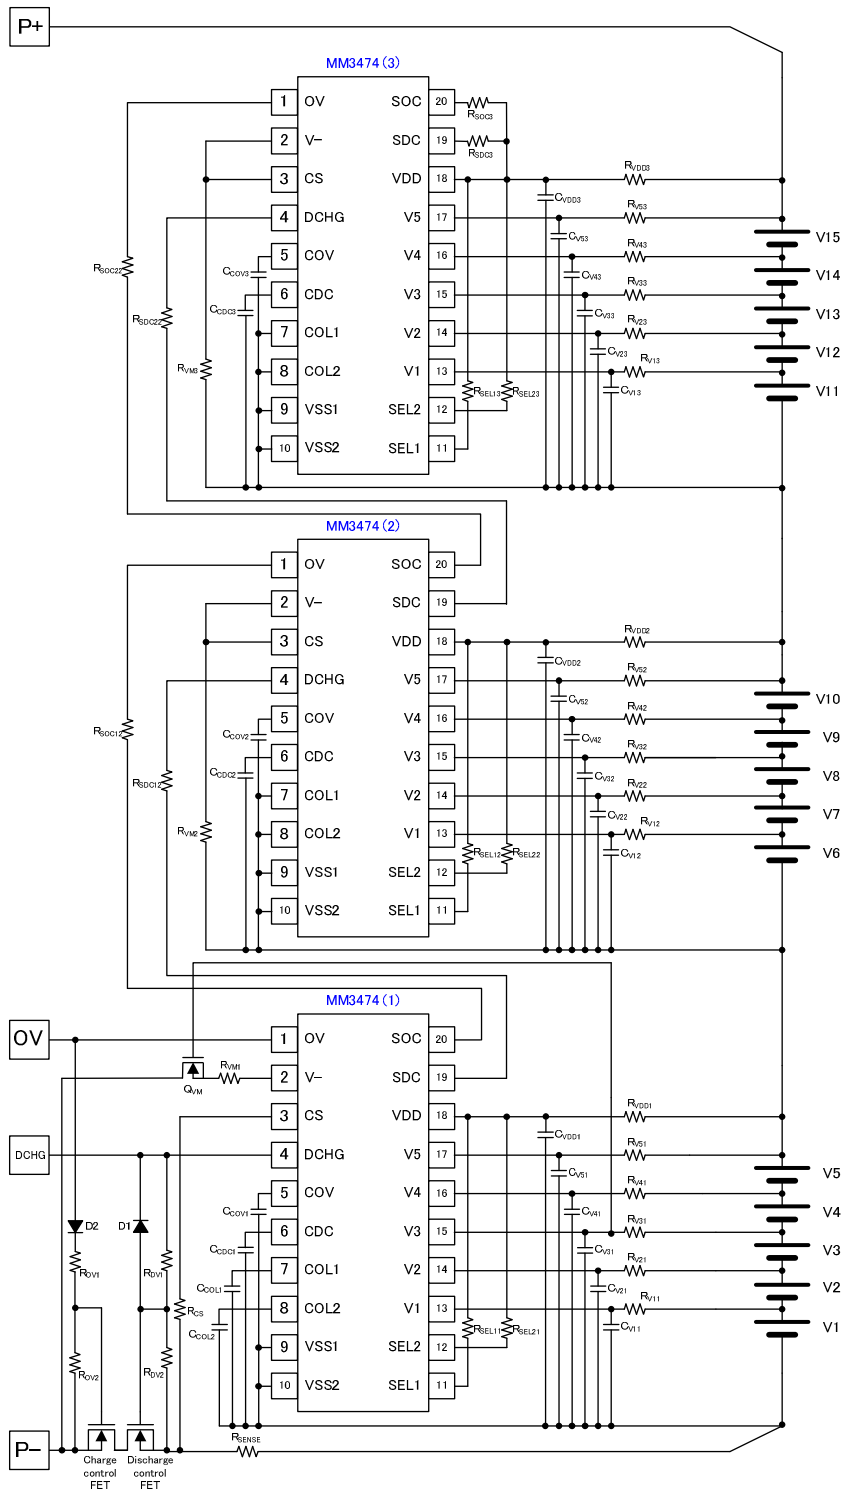 P+
MM3474(3)
1 OV SOC 20
RSOC3
2 V- SDC 19
RSDC3
3 CS VDD 18
RVDD3
CVDD3
4 DCHG V5 17
RV53
CV53
V15
5 COV V4 16
RV43
CCOV3
CV43
RSOC22
V14
6 CDC V3 15
RV33
CCDC3
CV33
RSDC22
V13
7 COL1 V2 14
RV23
CV23
V12
8 COL2 V1 13
RV13
RVM3
RSEL13
RSEL23
CV13
V11
9 VSS1 SEL2 12
10 VSS2 SEL1 11
MM3474(2)
1 OV SOC 20
2 V- SDC 19
3 CS VDD 18
RVDD2
CVDD2
4 DCHG V5 17
RV52
CV52
V10
5 COV V4 16
RV42
RSOC12
CCOV2
CV42
V9
6 CDC V3 15
RV32
CCDC2
CV32
RSDC12
V8
7 COL1 V2 14
RV22
CV22
V7
8 COL2 V1 13
RV12
RVM2
RSEL12
RSEL22
CV12
V6
9 VSS1 SEL2 12
10 VSS2 SEL1 11
MM3474(1)
OV
1 OV SOC 20
RVM1
QVM
2 V- SDC 19
3 CS VDD 18
RVDD1
CVDD1
DCHG
4 DCHG V5 17
RV51
CV51
V5
5 COV V4 16
RV41
CCOV1
CV41
V4
D2
D1
6 CDC V3 15
RV31
CCDC1
CV31
V3
ROV1
RDV1
7 COL1 V2 14
RV21
CCOL1
CV21
V2
RCS
8 COL2 V1 13
RV11
CCOL2
RSEL11
RSEL21
CV11
V1
9 VSS1 SEL2 12
ROV2
RDV2
10 VSS2 SEL1 11
P-
RSENSE
Charge
control
FET
Discharge
control
FET